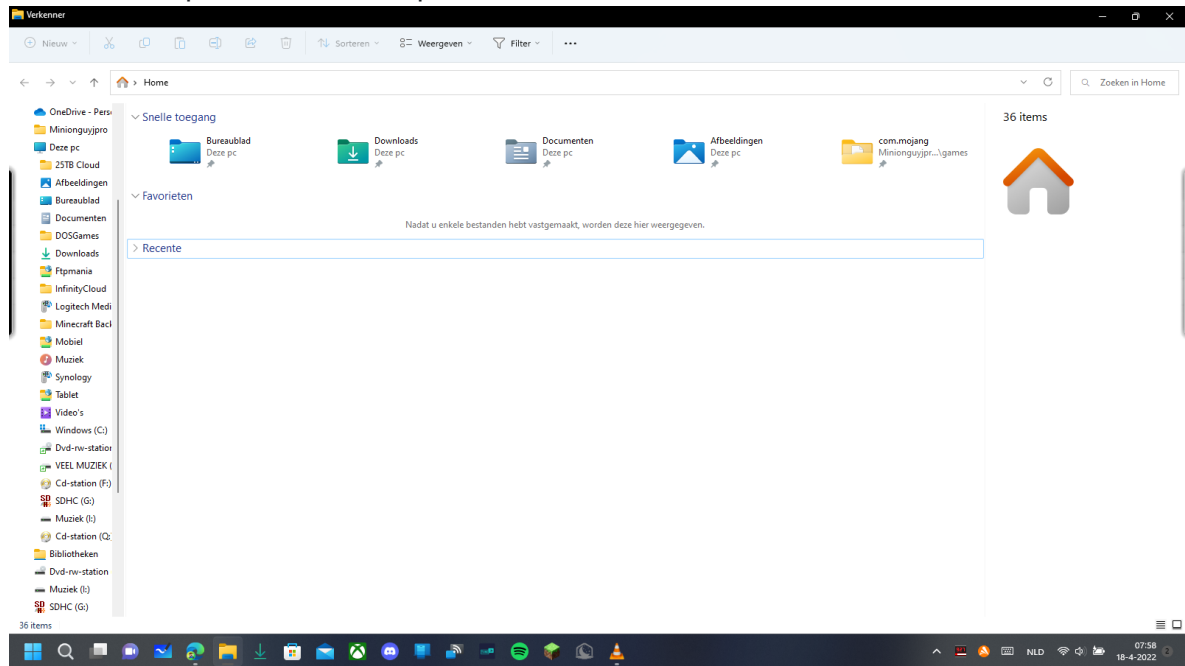 Verkenner
Nieuw
Sorteren
Weergeven
Filter
Home
Zoeken in Home
OneDrive - Pers
Minionguyjpro
Deze pc
25TB Cloud
Afbeeldingen
Bureaublad
Documenten
DOSGames
Downloads
Ftpmania
InfinityCloud
Logitech Medi
Minecraft Back
Mobiel
Muziek
Synology
Tablet
Video's
Windows (C:)
Dvd-rw-station
VEEL MUZIEK (
Cd-station (F:)
SDHC (G:)
Muziek (I:)
Cd-station (Q:
Bibliotheken
Dvd-rw-station
Muziek (I:)
SDHC (G:)
Snelle toegang
Bureaublad
Deze pc
Downloads
Deze pc
Documenten
Deze pc
Afbeeldingen
Deze pc
com.mojang
Minionguyjpr...\games
Favorieten
Nadat u enkele bestanden hebt vastgemaakt, worden deze hier weergegeven.
Recente
36 items
36 items
NLD
07:58
18-4-2022